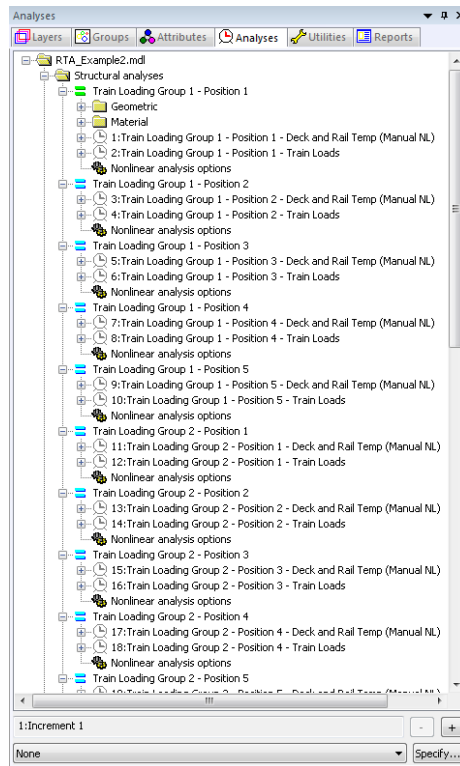 Analyses
Layers Groups Attributes Analyses Utilities Reports
RTA_Example2.mdl
Structural analyses
Train Loading Group 1 - Position 1
Geometric
Material
1:Train Loading Group 1 - Position 1 - Deck and Rail Temp (Manual NL)
2:Train Loading Group 1 - Position 1 - Train Loads
Nonlinear analysis options
Train Loading Group 1 - Position 2
3:Train Loading Group 1 - Position 2 - Deck and Rail Temp (Manual NL)
4:Train Loading Group 1 - Position 2 - Train Loads
Nonlinear analysis options
Train Loading Group 1 - Position 3
5:Train Loading Group 1 - Position 3 - Deck and Rail Temp (Manual NL)
6:Train Loading Group 1 - Position 3 - Train Loads
Nonlinear analysis options
Train Loading Group 1 - Position 4
7:Train Loading Group 1 - Position 4 - Deck and Rail Temp (Manual NL)
8:Train Loading Group 1 - Position 4 - Train Loads
Nonlinear analysis options
Train Loading Group 1 - Position 5
9:Train Loading Group 1 - Position 5 - Deck and Rail Temp (Manual NL)
10:Train Loading Group 1 - Position 5 - Train Loads
Nonlinear analysis options
Train Loading Group 2 - Position 1
11:Train Loading Group 2 - Position 1 - Deck and Rail Temp (Manual NL)
12:Train Loading Group 2 - Position 1 - Train Loads
Nonlinear analysis options
Train Loading Group 2 - Position 2
13:Train Loading Group 2 - Position 2 - Deck and Rail Temp (Manual NL)
14:Train Loading Group 2 - Position 2 - Train Loads
Nonlinear analysis options
Train Loading Group 2 - Position 3
15:Train Loading Group 2 - Position 3 - Deck and Rail Temp (Manual NL)
16:Train Loading Group 2 - Position 3 - Train Loads
Nonlinear analysis options
Train Loading Group 2 - Position 4
17:Train Loading Group 2 - Position 4 - Deck and Rail Temp (Manual NL)
18:Train Loading Group 2 - Position 4 - Train Loads
Nonlinear analysis options
Train Loading Group 2 - Position 5
1:Increment 1 - +
None Specify...